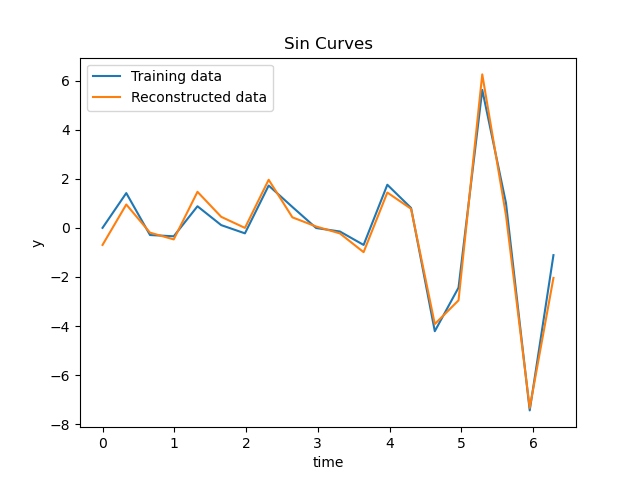 Sin Curves
Training data
Reconstructed data
6
4
2
0
−2
−4
−6
−8
y
0 1 2 3 4 5 6
time